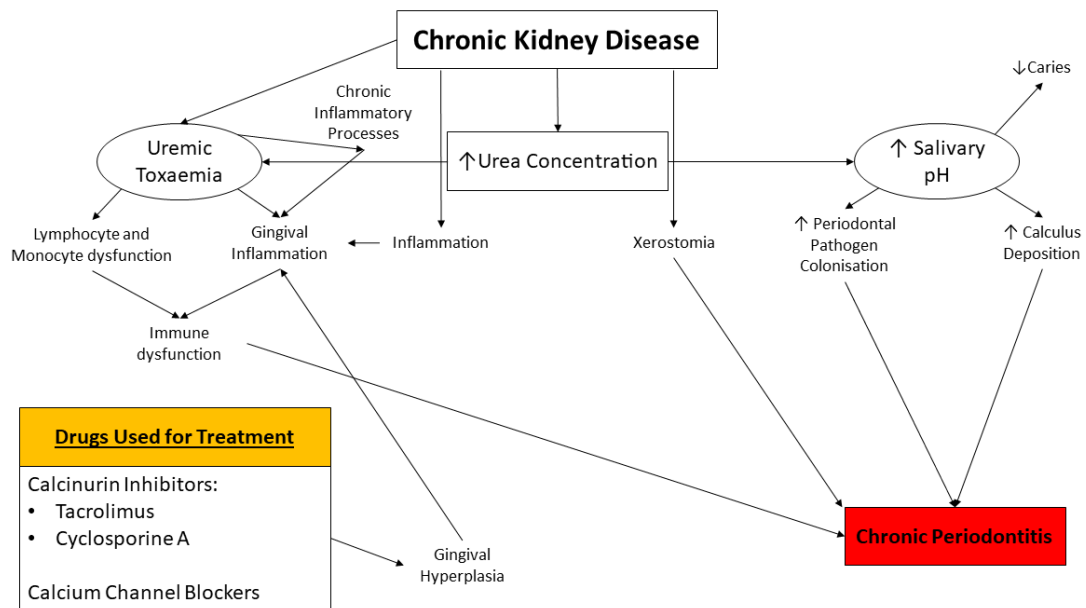 Chronic Kidney Disease
↓Caries
Chronic
Inflammatory
Processes
Uremic
Toxaemia
↑Urea Concentration
↑ Salivary
pH
Lymphocyte and
Monocyte dysfunction
Gingival
Inflammation
Inflammation
Xerostomia
↑ Periodontal
Pathogen
Colonisation
↑ Calculus
Deposition
Immune
dysfunction
Drugs Used for Treatment
Calcinurin Inhibitors:
• Tacrolimus
• Cyclosporine A
Calcium Channel Blockers
Gingival
Hyperplasia
Chronic Periodontitis